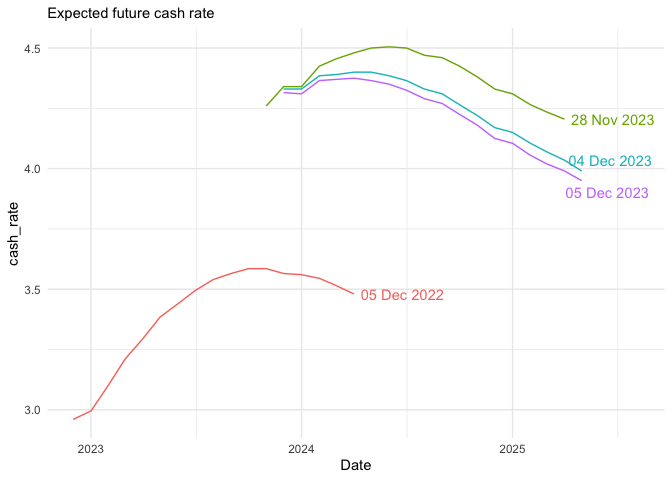 Expected future cash rate
4.5
28 Nov 2023
04 Dec 2023
4.0
05 Dec 2023
cash_rate
3.5
05 Dec 2022
3.0
2023
2024
2025
Date